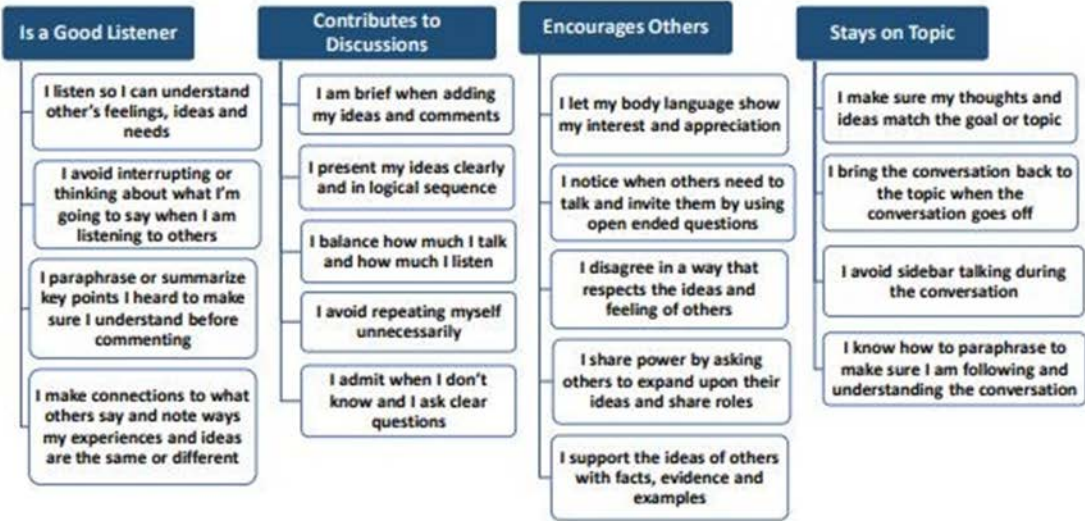 Is a Good Listener
I listen so I can understand
other's feelings, ideas and
needs
I avoid interrupting or
thinking about what I'm
going to say when I am
listening to others
I paraphrase or summarize
key points I heard to make
sure I understand before
commenting
I make connections to what
others say and note ways
my experiences and ideas
are the same or different
Contributes to
Discussions
I am brief when adding
my ideas and comments
I present my ideas clearly
and in logical sequence
I balance how much I talk
and how much I listen
I avoid repeating myself
unnecessarily
I admit when I don't
know and I ask clear
questions
Encourages Others
I let my body language show
my interest and appreciation
I notice when others need to
talk and invite them by using
open ended questions
I disagree in a way that
respects the ideas and
feeling of others
I share power by asking
others to expand upon their
ideas and share roles
I support the ideas of others
with facts, evidence and
examples
Stays on Topic
I make sure my thoughts and
ideas match the goal or topic
I bring the conversation back to
the topic when the
conversation goes off
I avoid sidebar talking during
the conversation
I know how to paraphrase to
make sure I am following and
understanding the conversation